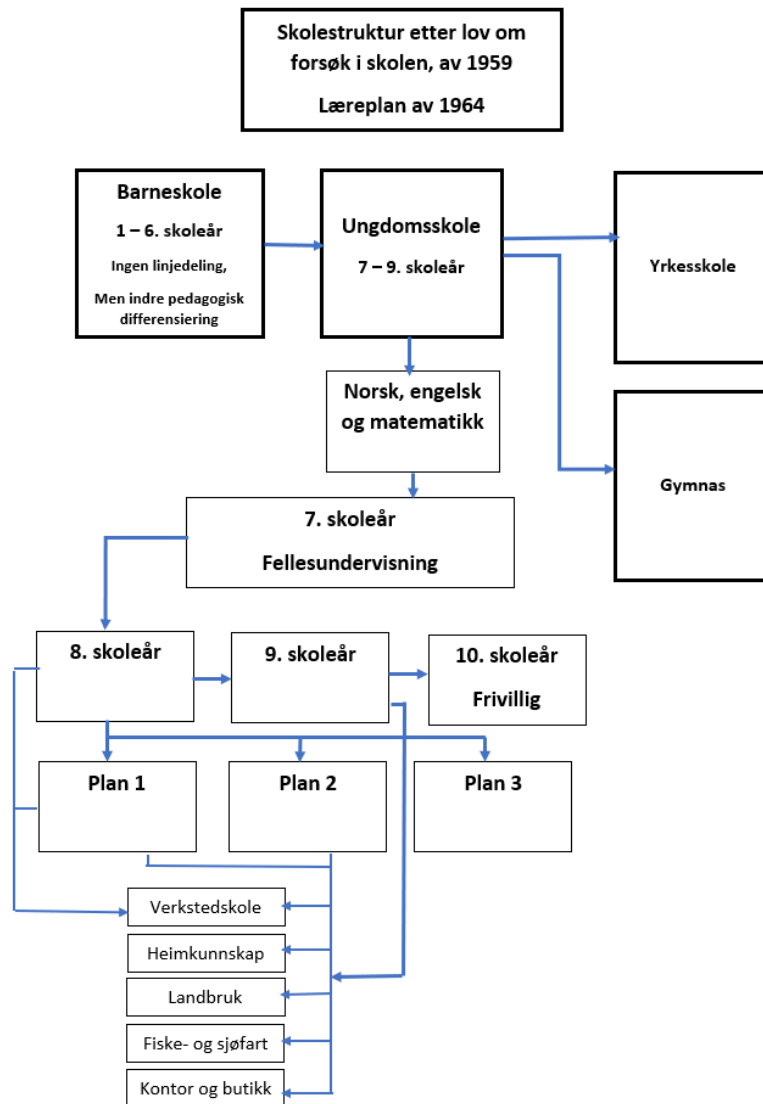 Skolestruktur etter lov om
forsøk i skolen, av 1959
Læreplan av 1964
Barneskole
1 – 6. skoleår
Ingen linjedeling,
Men indre pedagogisk
differensiering
Ungdomsskole
7 – 9. skoleår
Yrkesskole
Norsk, engelsk
og matematikk
Gymnas
7. skoleår
Fellesundervisning
8. skoleår
9. skoleår
10. skoleår
Frivillig
Plan 1
Plan 2
Plan 3
Verkstedskole
Heimkunnskap
Landbruk
Fiske- og sjøfart
Kontor og butikk